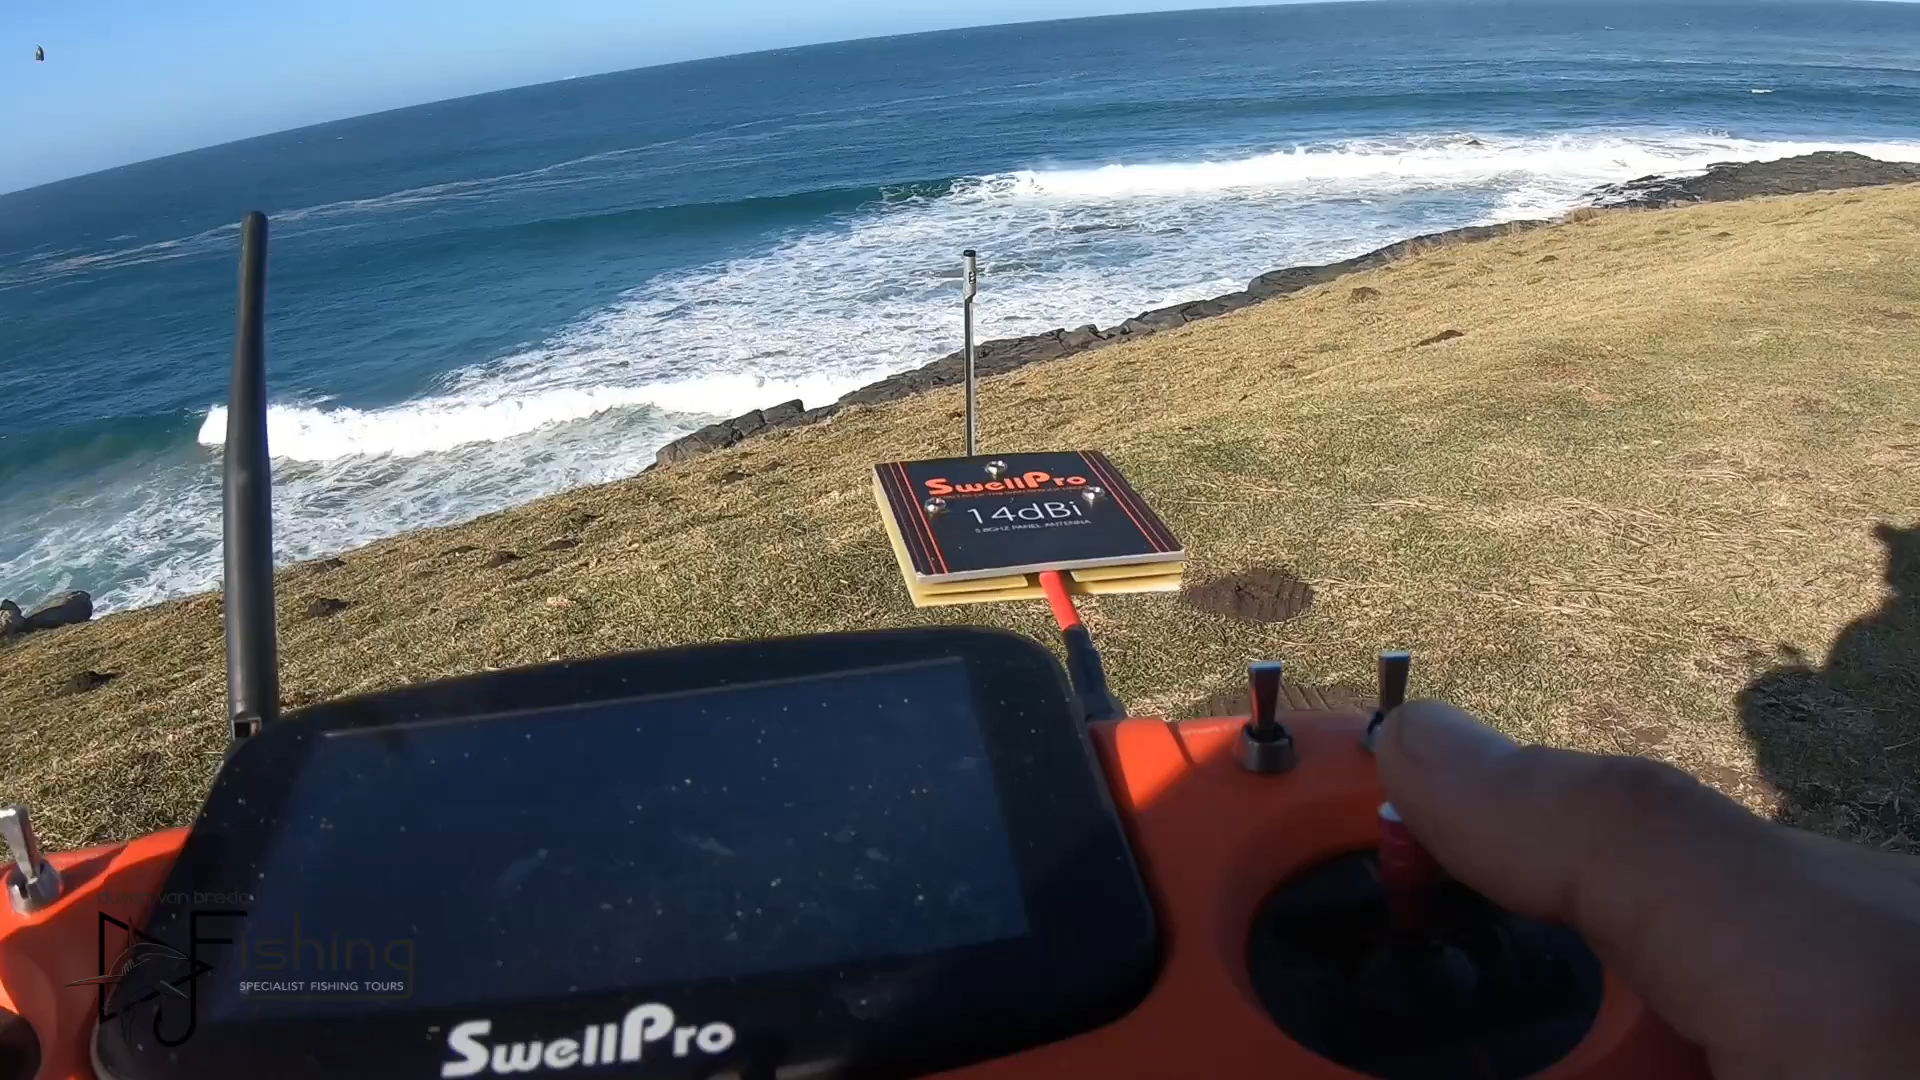 SwellPro
14dBi
5.8GHZ PANEL ANTENNA
Fishing
SPECIALIST FISHING TOURS
SwellPro